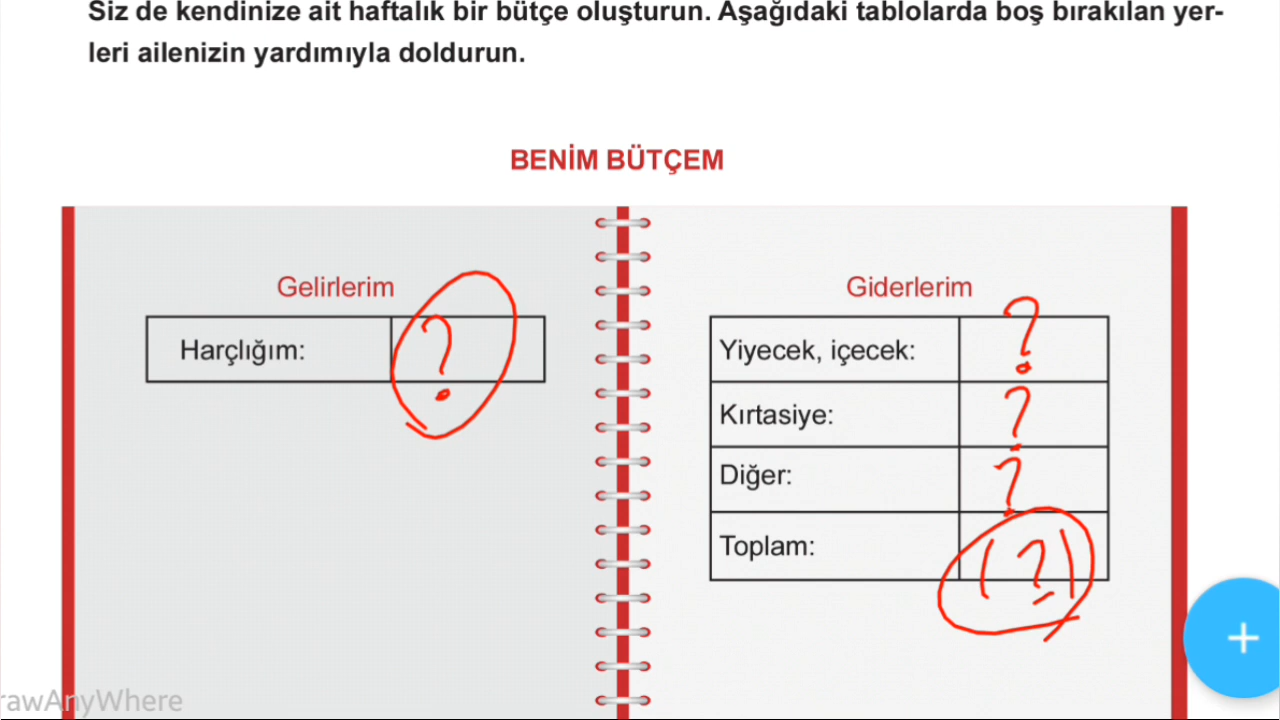 Siz de kendinize ait haftalık bir bütçe oluşturun. Aşağıdaki tablolarda boş bırakılan yer-
leri ailenizin yardımıyla doldurun.
BENİM BÜTÇEM
Gelirlerim
Harçlığım: ?
Giderlerim
Yiyecek, içecek: ?
Kırtasiye: ?
Diğer: ?
Toplam: (?)
+
rawAnyWhere